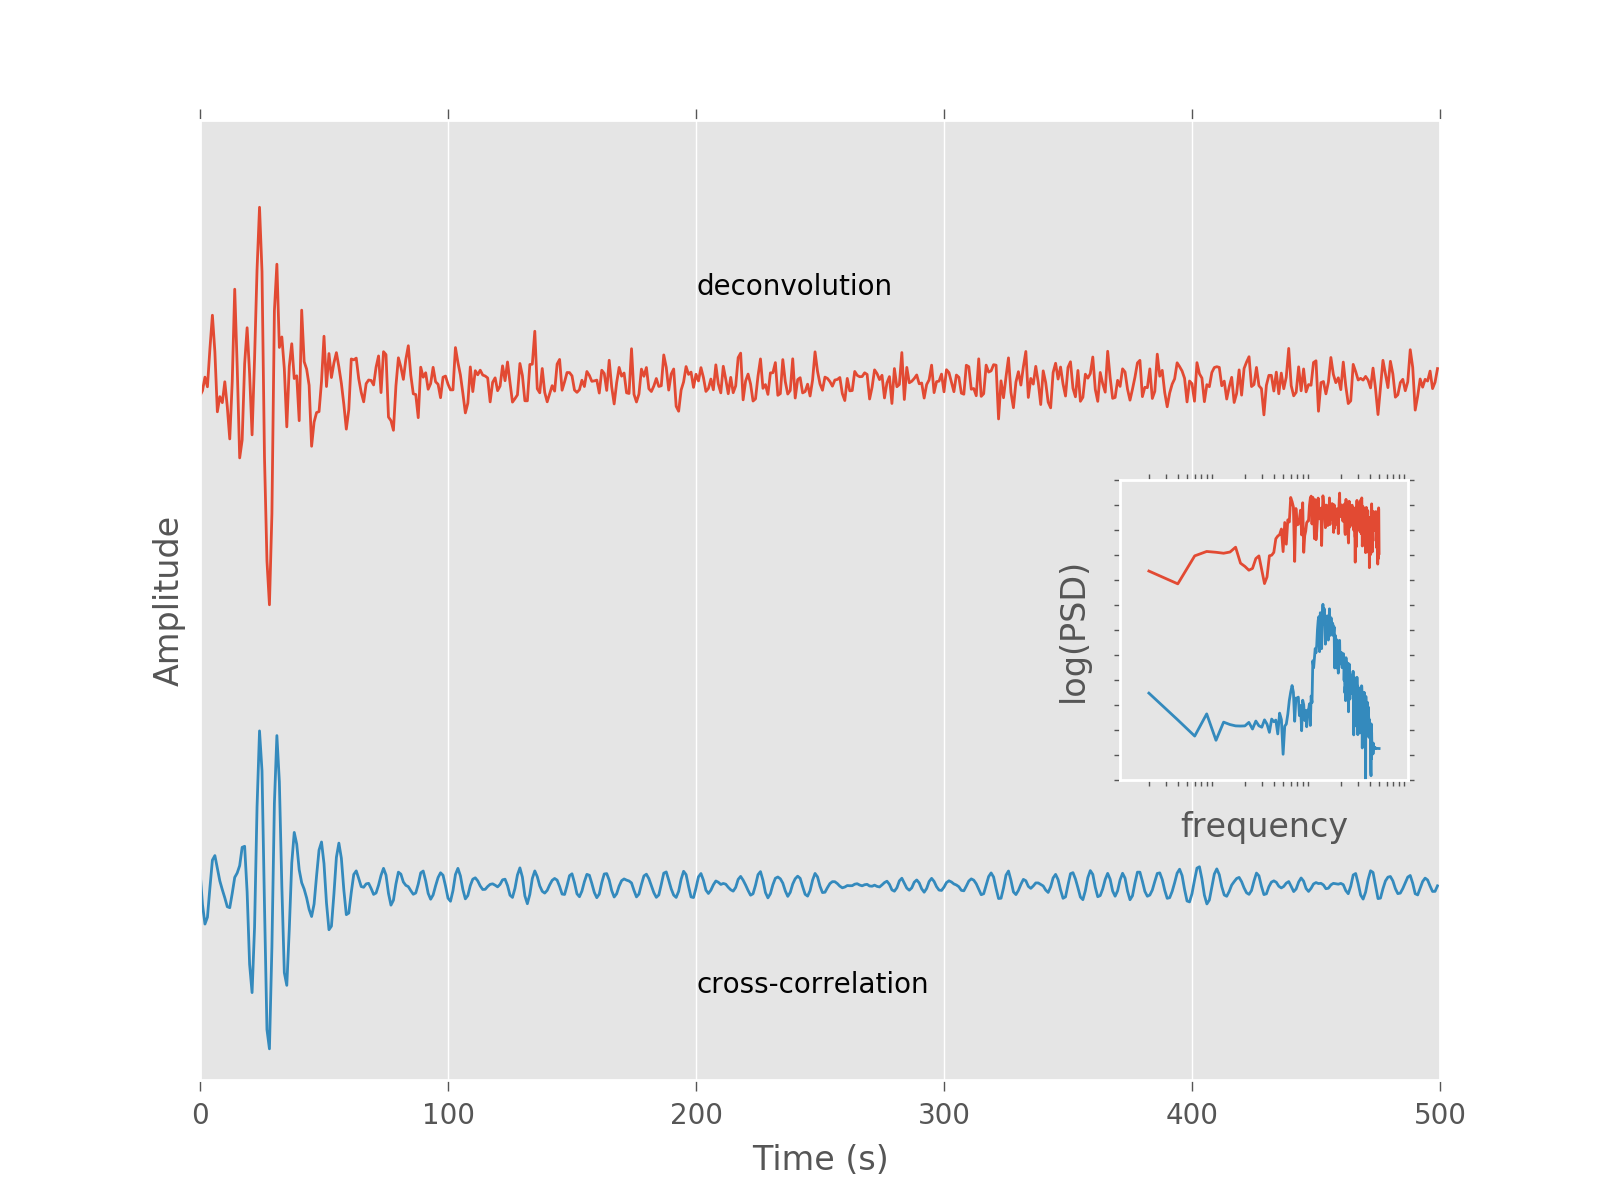 deconvolution
Amplitude
log(PSD)
frequency
cross-correlation
0 100 200 300 400 500
Time (s)